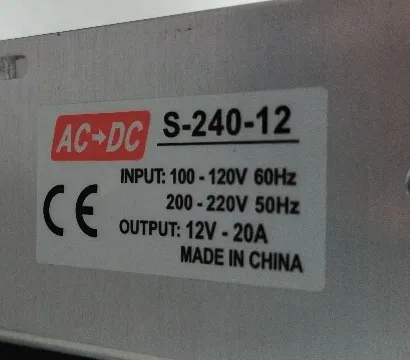 AC→DC S-240-12
INPUT: 100-120V 60Hz
200-220V 50Hz
CE OUTPUT: 12V-20A
MADE IN CHINA